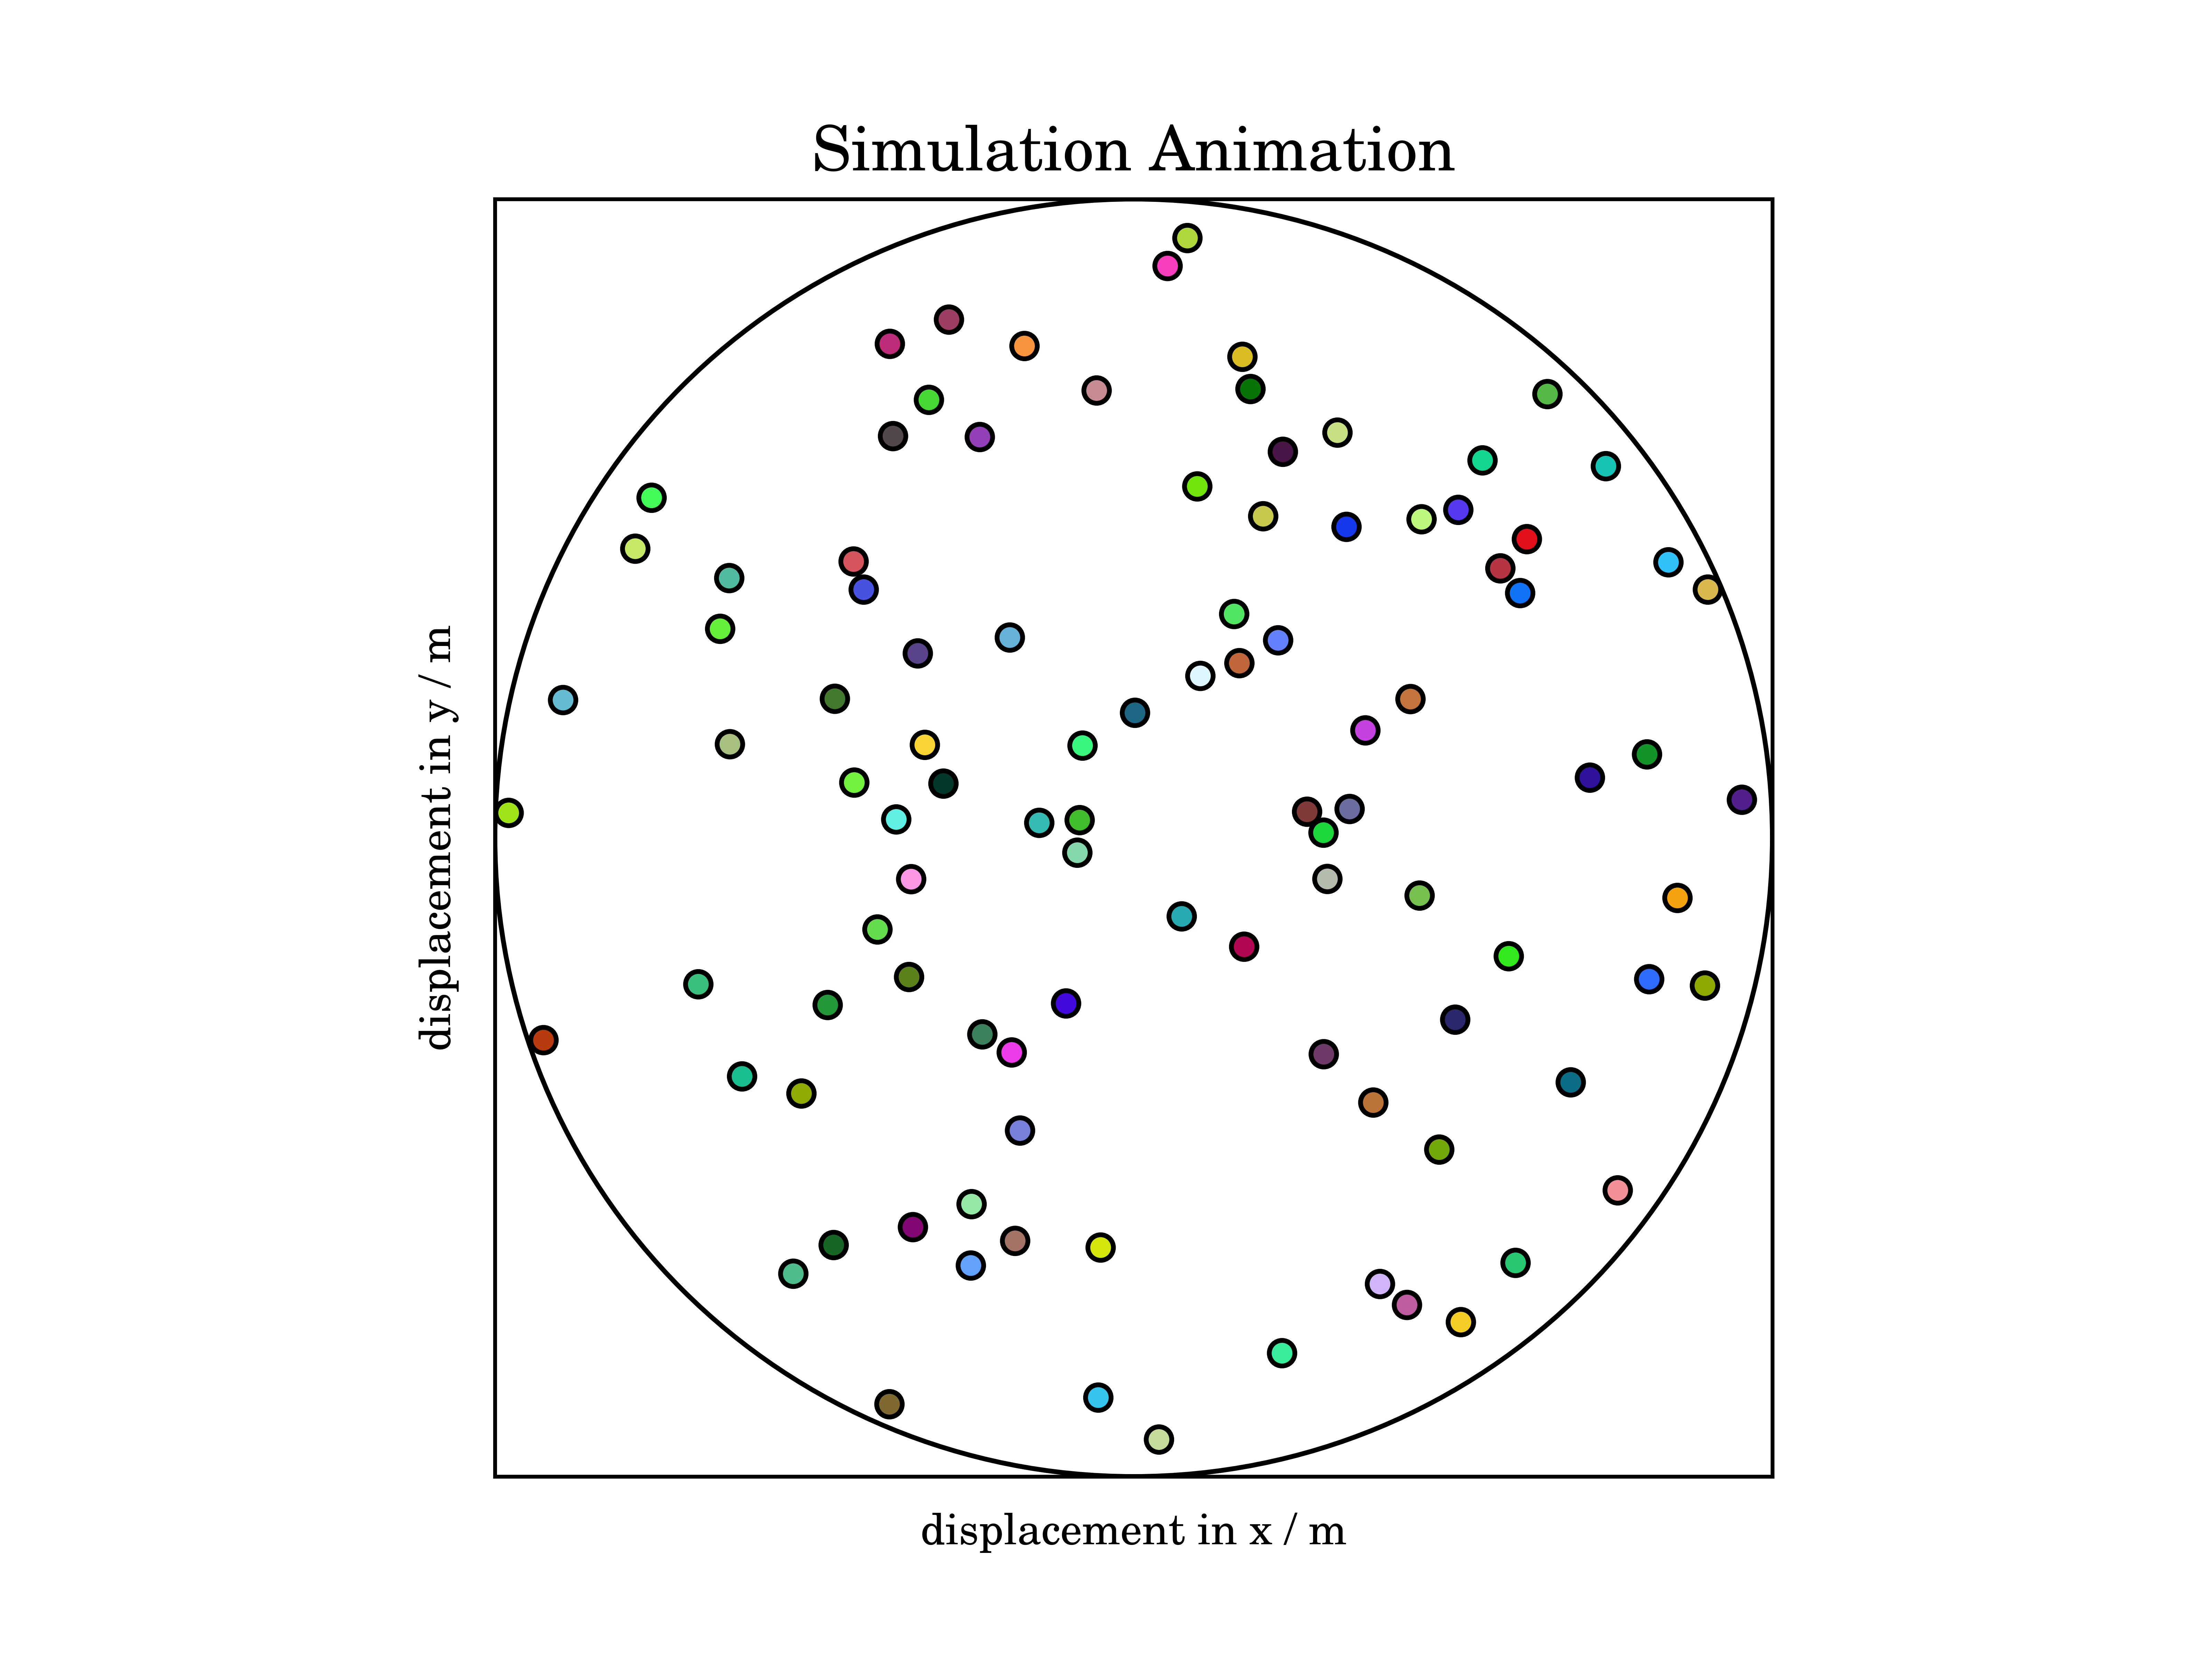 Simulation Animation
displacement in y / m
displacement in x / m